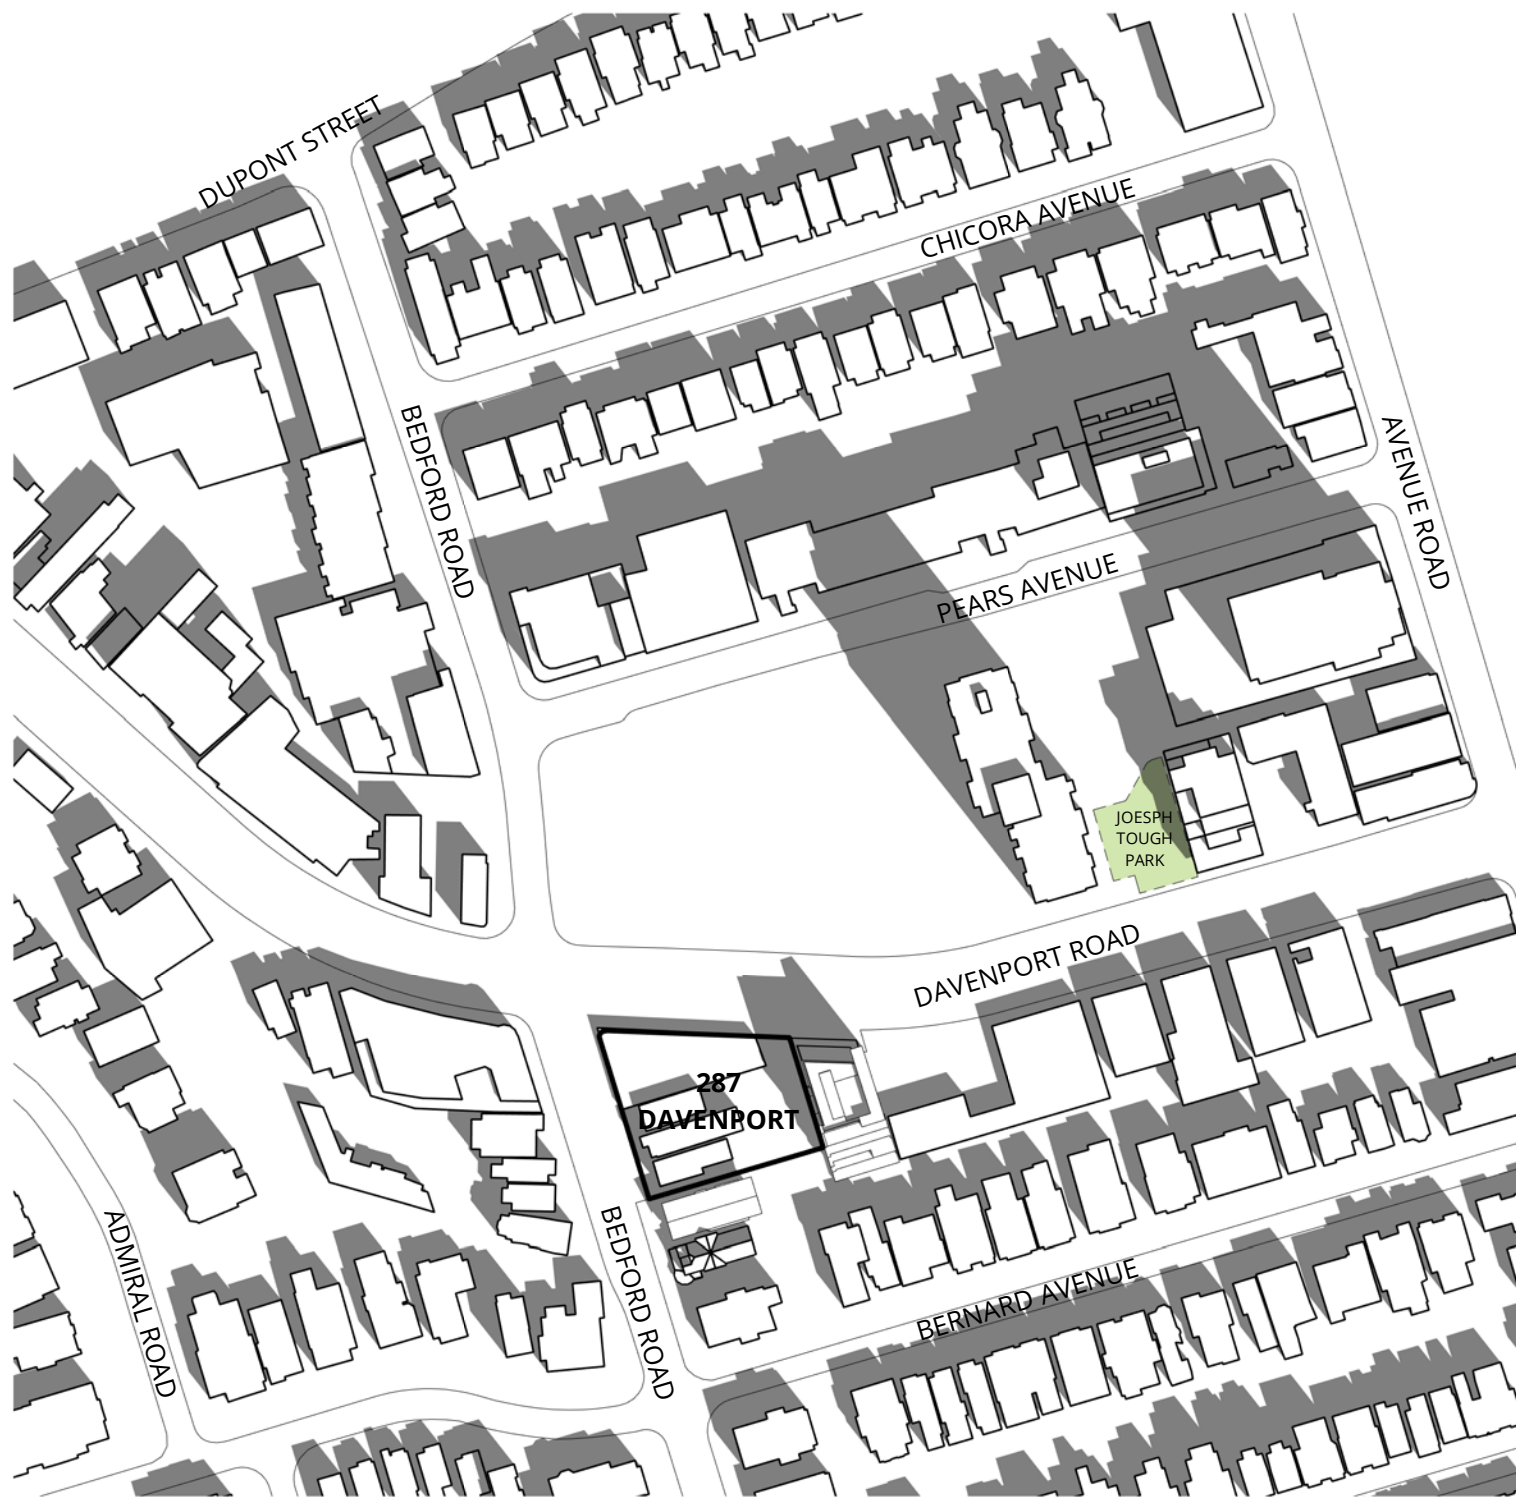 DUPONT STREET
CHICORA AVENUE
BEDFORD ROAD
AVENUE ROAD
PEARS AVENUE
JOESPH
TOUGH
PARK
DAVENPORT ROAD
287
DAVENPORT
ADMIRAL ROAD
BEDFORD ROAD
BERNARD AVENUE